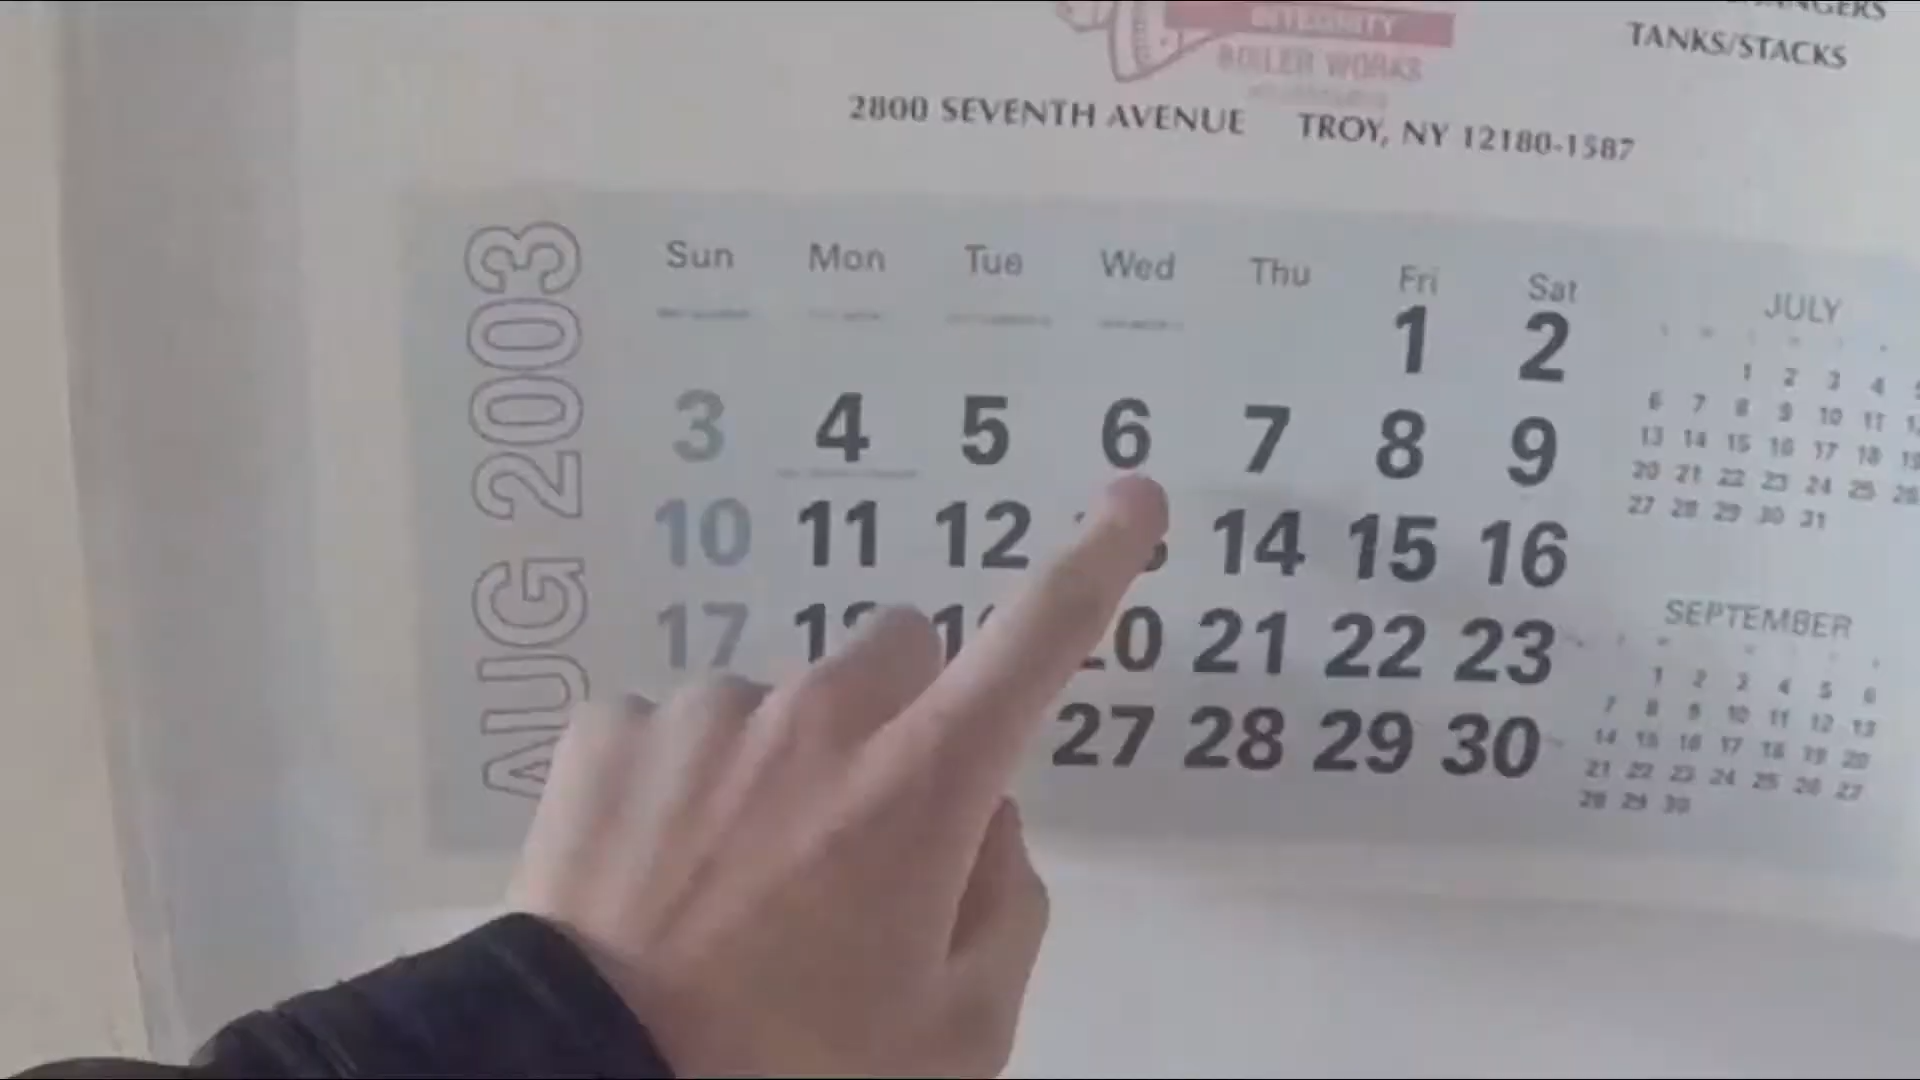 INTEGRITY
BOILER WORKS
TANKS/STACKS
2800 SEVENTH AVENUE TROY, NY 12180-1587
AUG 2003
Sun Mon Tue Wed Thu Fri Sat
1 2
3 4 5 6 7 8 9
10 11 12 14 15 16
17 21 22 23
27 28 29 30
JULY
1 2 3 4
6 7 8 9 10 11
13 14 15 16 17 18
20 21 22 23 24 25 26
27 28 29 30 31
SEPTEMBER
1 2 3 4 5 6
7 8 9 10 11 12 13
14 15 16 17 18 19 20
21 22 23 24 25 26 27
28 29 30